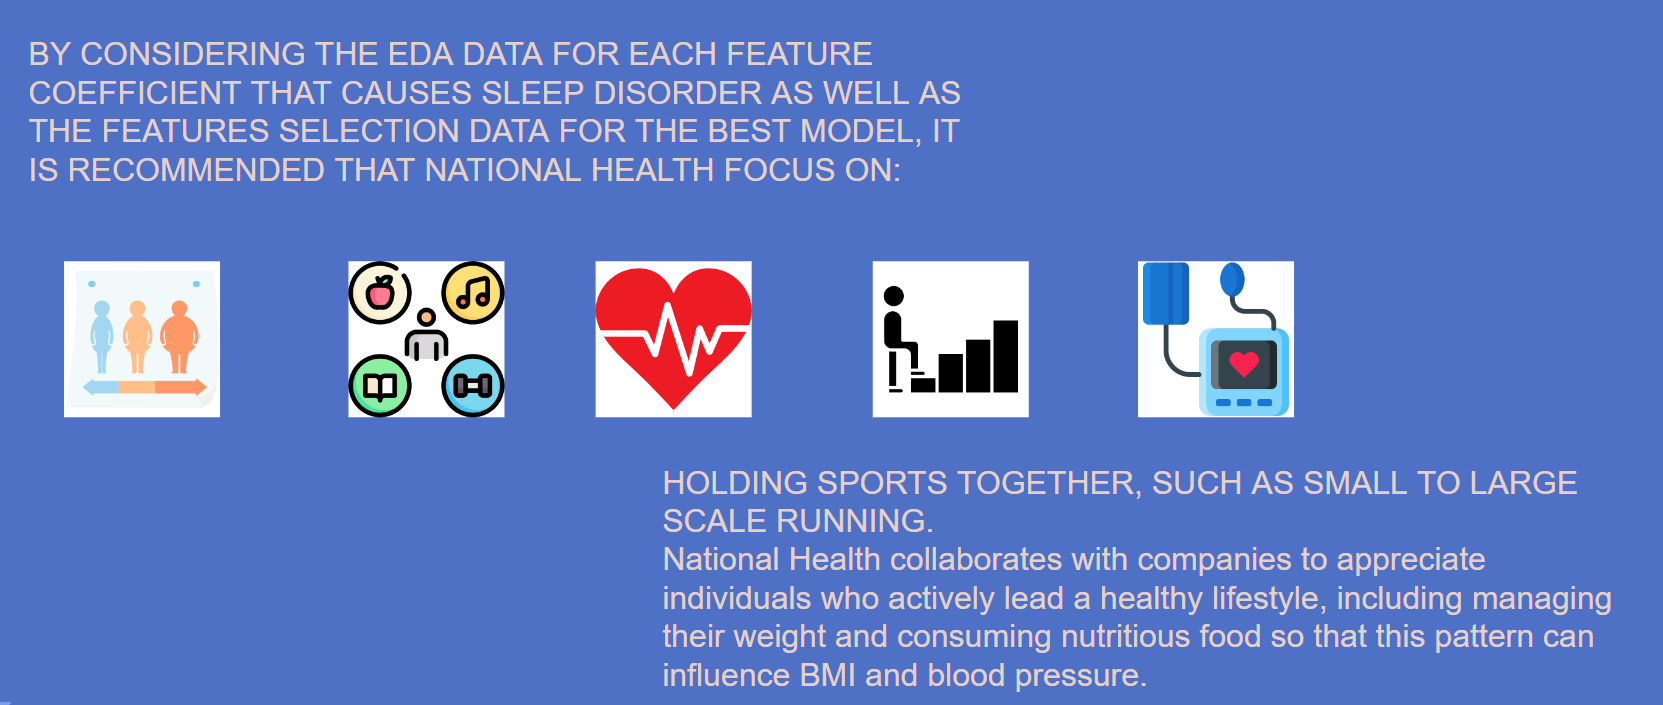 BY CONSIDERING THE EDA DATA FOR EACH FEATURE
COEFFICIENT THAT CAUSES SLEEP DISORDER AS WELL AS
THE FEATURES SELECTION DATA FOR THE BEST MODEL, IT
IS RECOMMENDED THAT NATIONAL HEALTH FOCUS ON:
HOLDING SPORTS TOGETHER, SUCH AS SMALL TO LARGE
SCALE RUNNING.
National Health collaborates with companies to appreciate
individuals who actively lead a healthy lifestyle, including managing
their weight and consuming nutritious food so that this pattern can
influence BMI and blood pressure.